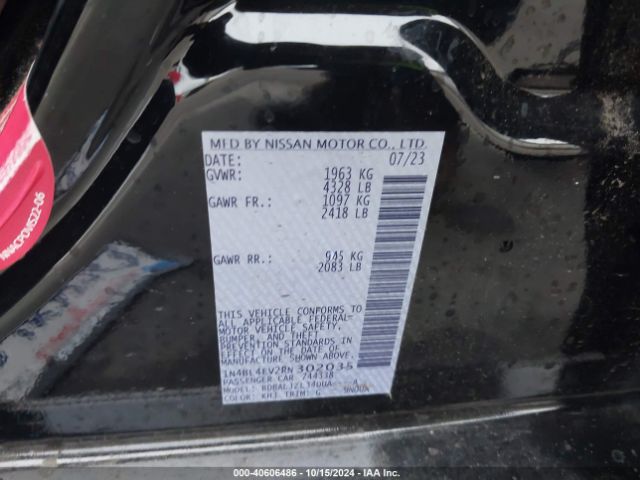 MFD BY NISSAN MOTOR CO., LTD.
DATE: 07/23
GVWR: 1963 KG
4328 LB
GAWR FR.: 1097 KG
2418 LB
GAWR RR.: 945 KG
2083 LB
THIS VEHICLE CONFORMS TO
ALL APPLICABLE FEDERAL
MOTOR VEHICLE SAFETY,
BUMPER, AND THEFT
PREVENTION STANDARDS IN
EFFECT ON THE DATE OF
MANUFACTURE SHOWN ABOVE.
1N4BL4EV2RN302035
PASSENGER CAR
MODEL:
COLOR: KH3 TRIM: G
000-40606486 - 10/15/2024 - IAA Inc.